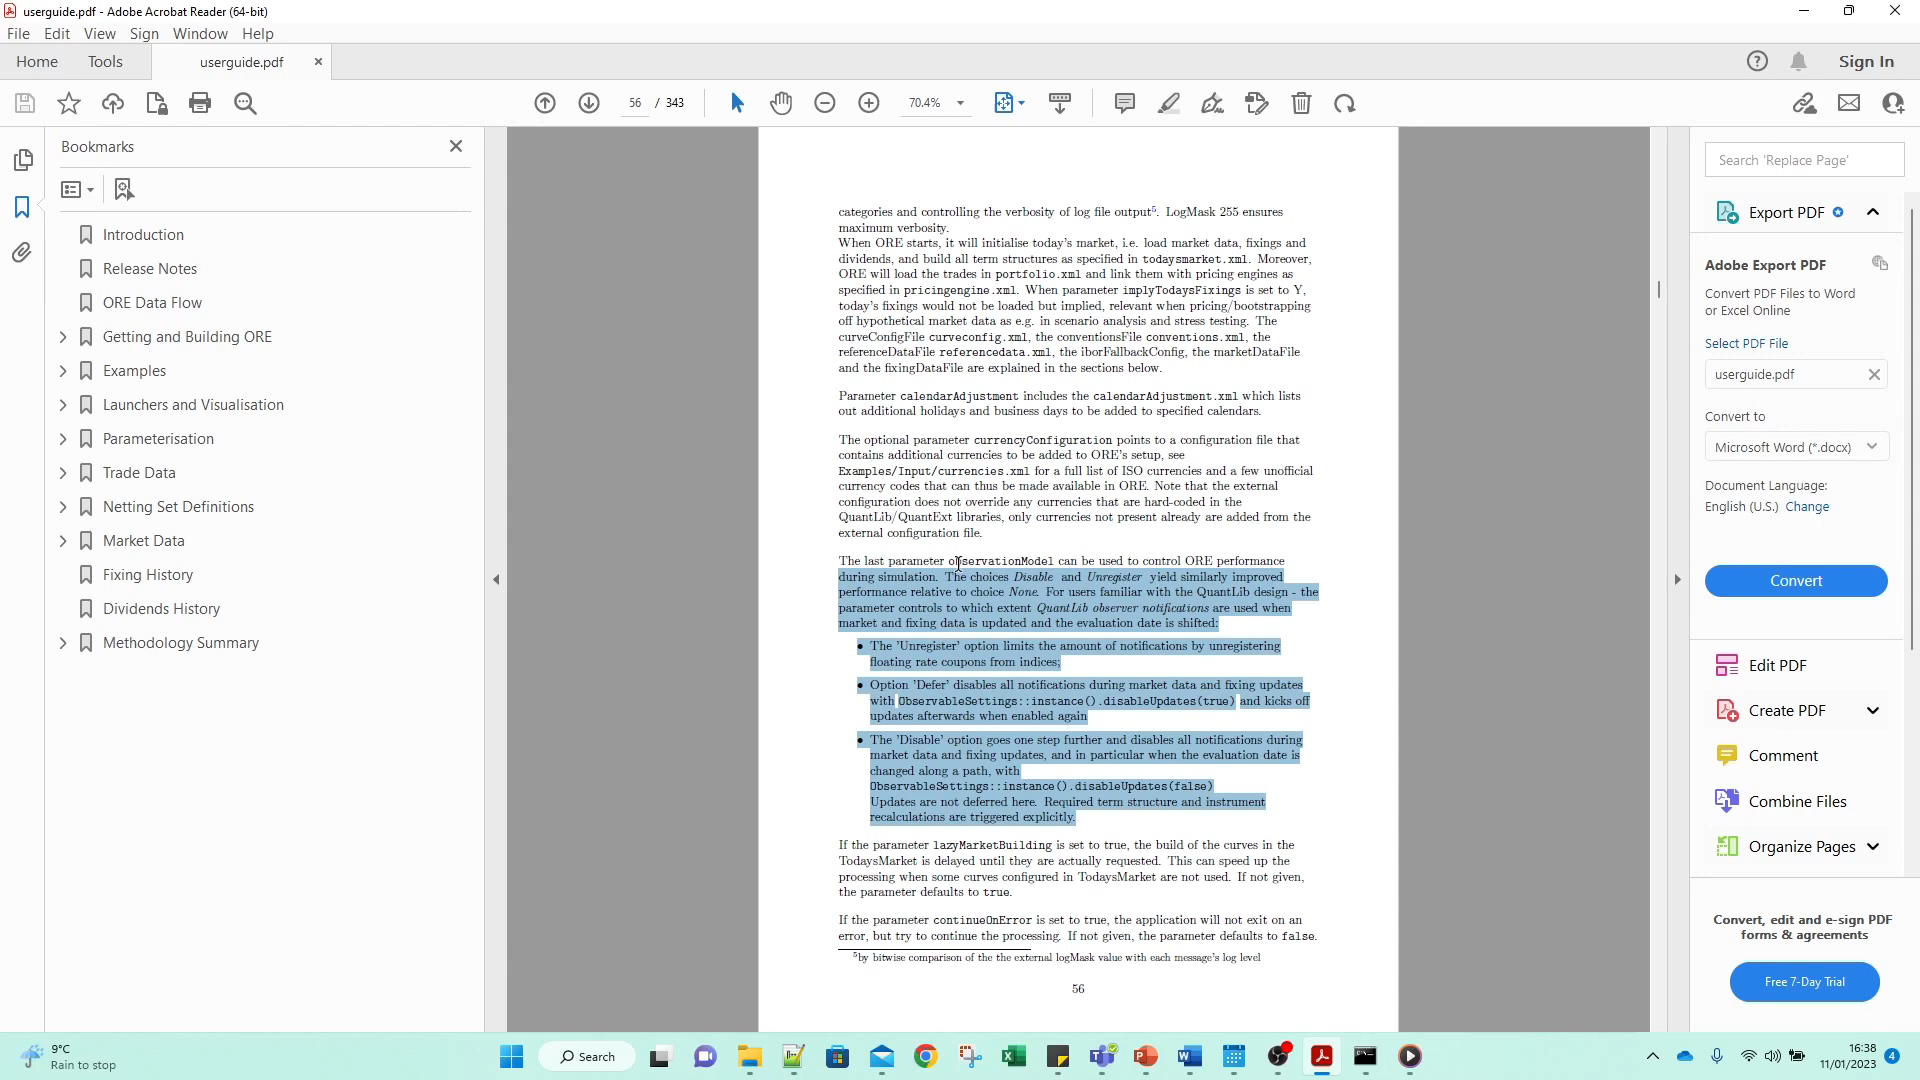 userguide.pdf - Adobe Acrobat Reader (64-bit)
File Edit View Sign Window Help
Home Tools userguide.pdf Sign In
56 / 343 70.4%
Bookmarks
Introduction
Release Notes
ORE Data Flow
Getting and Building ORE
Examples
Launchers and Visualisation
Parameterisation
Trade Data
Netting Set Definitions
Market Data
Fixing History
Dividends History
Methodology Summary
categories and controlling the verbosity of log file output⁵. LogMask 255 ensures
maximum verbosity.
When ORE starts, it will initialise today's market, i.e. load market data, fixings and
dividends, and build all term structures as specified in todaysmarket.xml. Moreover,
ORE will load the trades in portfolio.xml and link them with pricing engines as
specified in pricingengine.xml. When parameter implyTodaysFixings is set to Y,
today's fixings would not be loaded but implied, relevant when pricing/bootstrapping
off hypothetical market data as e.g. in scenario analysis and stress testing. The
curveConfigFile curveconfig.xml, the conventionsFile conventions.xml, the
referenceDataFile referencedata.xml, the iborFallbackConfig, the marketDataFile
and the fixingDataFile are explained in the sections below.
Parameter calendarAdjustment includes the calendarAdjustment.xml which lists
out additional holidays and business days to be added to specified calendars.
The optional parameter currencyConfiguration points to a configuration file that
contains additional currencies to be added to ORE's setup, see
Examples/Input/currencies.xml for a full list of ISO currencies and a few unofficial
currency codes that can thus be made available in ORE. Note that the external
configuration does not override any currencies that are hard-coded in the
QuantLib/QuantExt libraries, only currencies not present already are added from the
external configuration file.
The last parameter observationModel can be used to control ORE performance
during simulation. The choices Disable and Unregister yield similarly improved
performance relative to choice None. For users familiar with the QuantLib design - the
parameter controls to which extent QuantLib observer notifications are used when
market and fixing data is updated and the evaluation date is shifted:
• The 'Unregister' option limits the amount of notifications by unregistering
floating rate coupons from indices;
• Option 'Defer' disables all notifications during market data and fixing updates
with ObservableSettings::instance().disableUpdates(true) and kicks off
updates afterwards when enabled again
• The 'Disable' option goes one step further and disables all notifications during
market data and fixing updates, and in particular when the evaluation date is
changed along a path, with
ObservableSettings::instance().disableUpdates(false)
Updates are not deferred here. Required term structure and instrument
recalculations are triggered explicitly.
If the parameter lazyMarketBuilding is set to true, the build of the curves in the
TodaysMarket is delayed until they are actually requested. This can speed up the
processing when some curves configured in TodaysMarket are not used. If not given,
the parameter defaults to true.
If the parameter continueOnError is set to true, the application will not exit on an
error, but try to continue the processing. If not given, the parameter defaults to false.
⁵by bitwise comparison of the the external logMask value with each message's log level
56
Search 'Replace Page'
Export PDF
Adobe Export PDF
Convert PDF Files to Word
or Excel Online
Select PDF File
userguide.pdf
Convert to
Microsoft Word (*.docx)
Document Language:
English (U.S.) Change
Convert
Edit PDF
Create PDF
Comment
Combine Files
Organize Pages
Convert, edit and e-sign PDF
forms & agreements
Free 7-Day Trial
9°C
Rain to stop
Search
16:38
11/01/2023
4